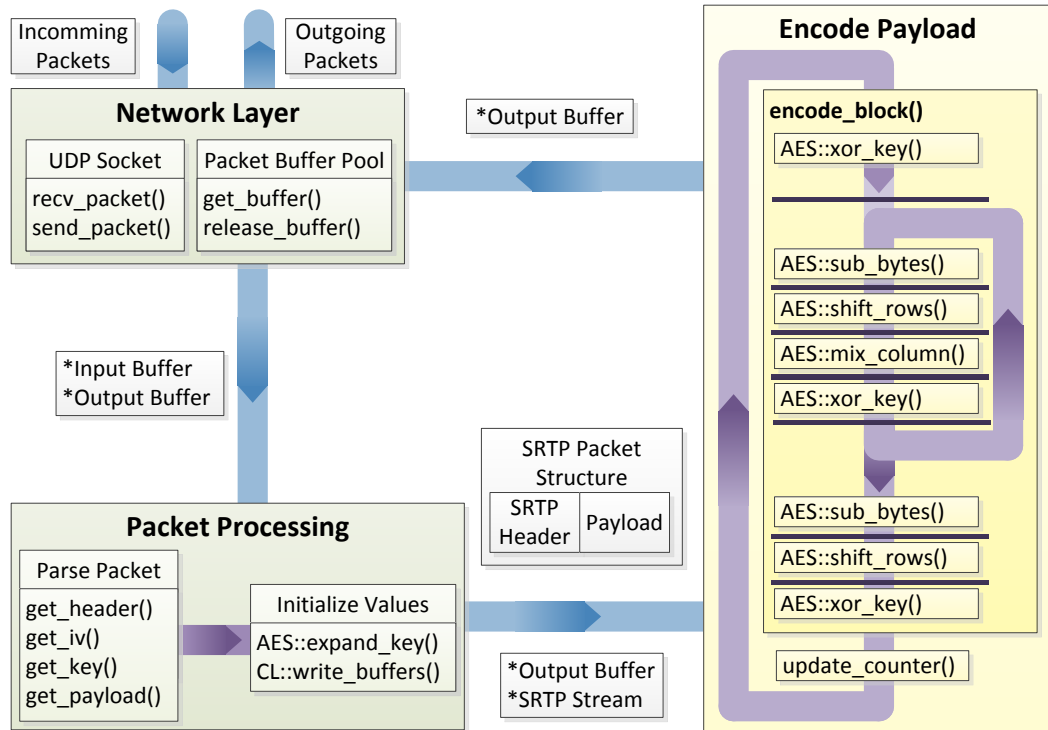 Incomming
Packets
Outgoing
Packets
Network Layer
UDP Socket
recv_packet()
send_packet()
Packet Buffer Pool
get_buffer()
release_buffer()
*Output Buffer
*Input Buffer
*Output Buffer
Packet Processing
Parse Packet
get_header()
get_iv()
get_key()
get_payload()
Initialize Values
AES::expand_key()
CL::write_buffers()
SRTP Packet
Structure
SRTP
Header
Payload
*Output Buffer
*SRTP Stream
Encode Payload
encode_block()
AES::xor_key()
AES::sub_bytes()
AES::shift_rows()
AES::mix_column()
AES::xor_key()
AES::sub_bytes()
AES::shift_rows()
AES::xor_key()
update_counter()